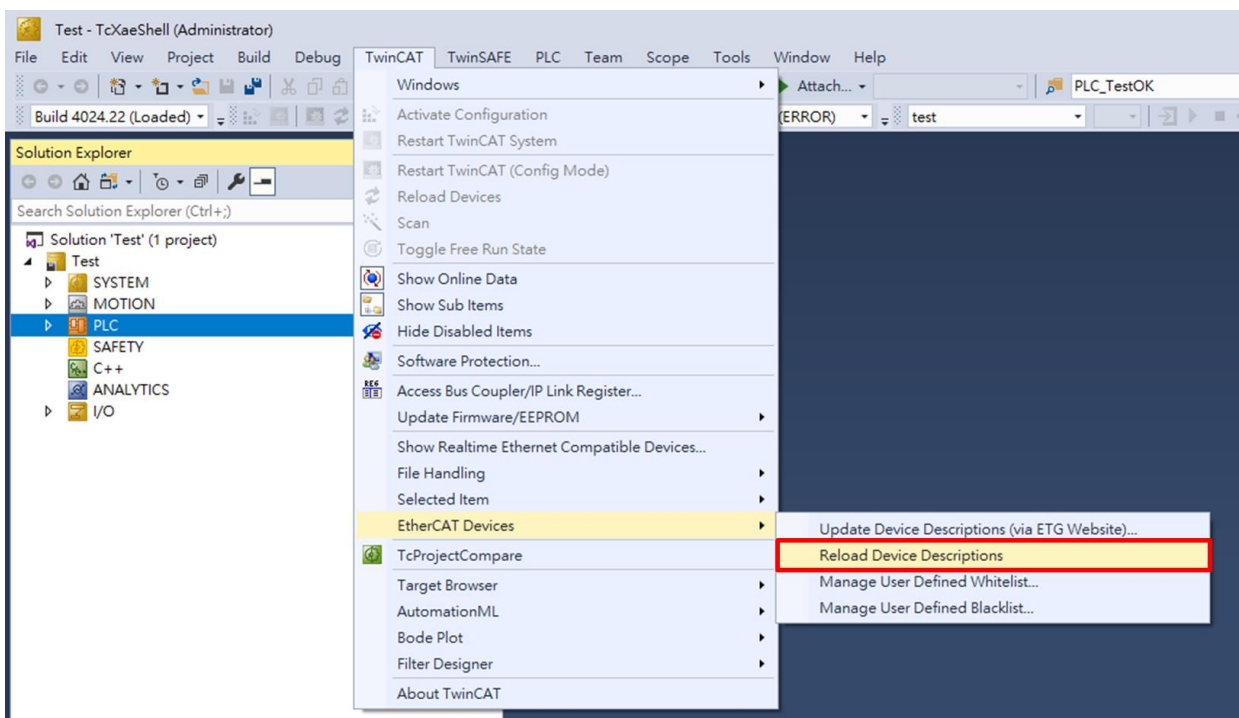 Test - TcXaeShell (Administrator)
File Edit View Project Build Debug TwinCAT TwinSAFE PLC Team Scope Tools Window Help
Attach... PLC_TestOK
Build 4024.22 (Loaded) (ERROR) test
Solution Explorer
Search Solution Explorer (Ctrl+;)
Solution 'Test' (1 project)
Test
SYSTEM
MOTION
PLC
SAFETY
C++
ANALYTICS
I/O
Windows
Activate Configuration
Restart TwinCAT System
Restart TwinCAT (Config Mode)
Reload Devices
Scan
Toggle Free Run State
Show Online Data
Show Sub Items
Hide Disabled Items
Software Protection...
REG
Access Bus Coupler/IP Link Register...
Update Firmware/EEPROM
Show Realtime Ethernet Compatible Devices...
File Handling
Selected Item
EtherCAT Devices
TcProjectCompare
Target Browser
AutomationML
Bode Plot
Filter Designer
About TwinCAT
Update Device Descriptions (via ETG Website)...
Reload Device Descriptions
Manage User Defined Whitelist...
Manage User Defined Blacklist...